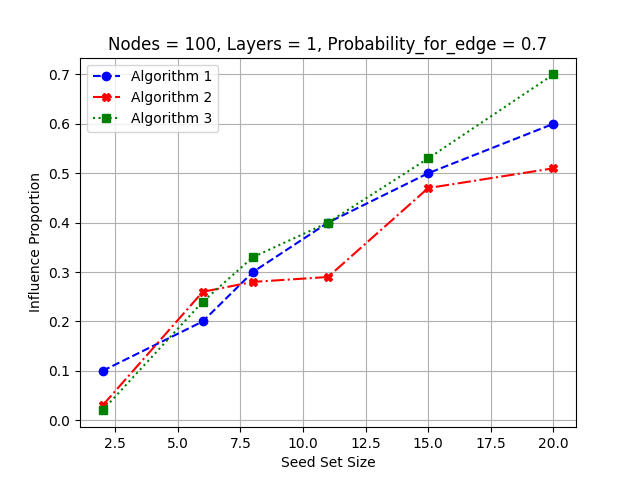 Nodes = 100, Layers = 1, Probability_for_edge = 0.7
Algorithm 1
Algorithm 2
Algorithm 3
0.7
0.6
0.5
0.4
0.3
0.2
0.1
0.0
Influence Proportion
2.5 5.0 7.5 10.0 12.5 15.0 17.5 20.0
Seed Set Size